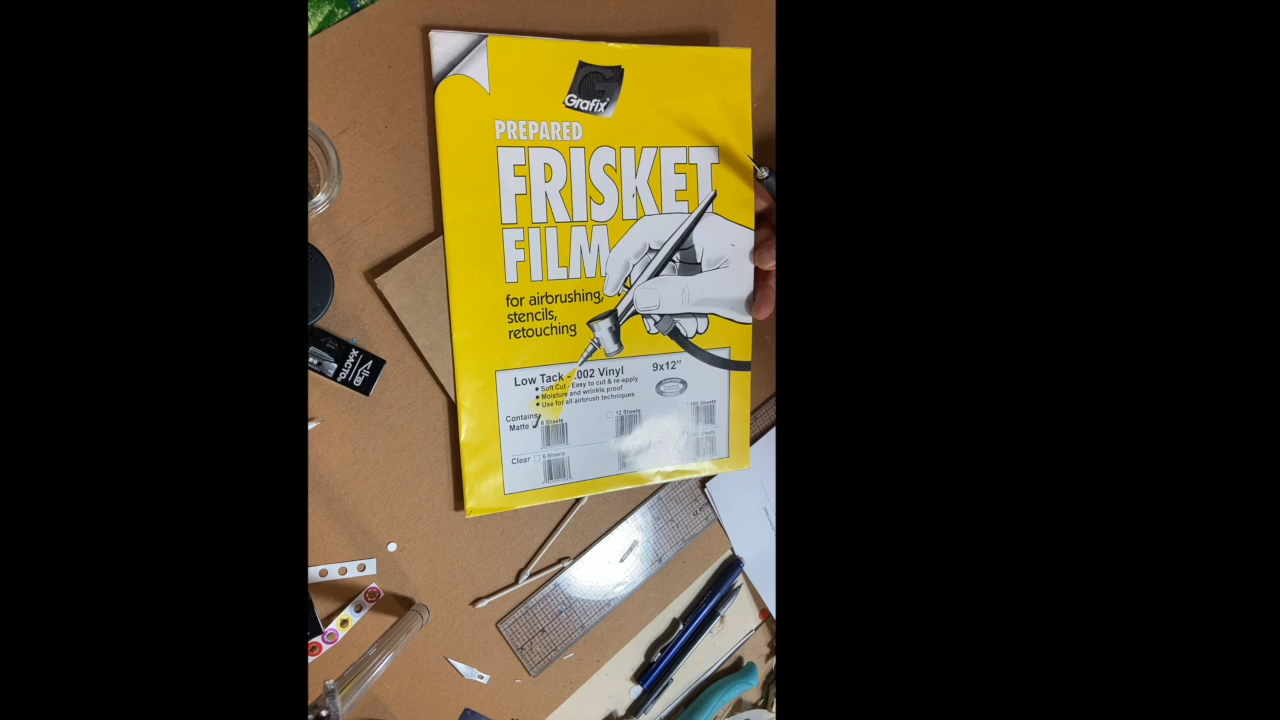 Grafix
PREPARED
FRISKET
FILM
for airbrushing,
stencils,
retouching
Low Tack - .002 Vinyl 9x12"
• Soft Cut - Easy to cut & re-apply
• Moisture and wrinkle proof
• Use for all airbrush techniques
Contains:
Matte 6 Sheets 12 Sheets 100 Sheets
Clear 6 Sheets
X-ACTO